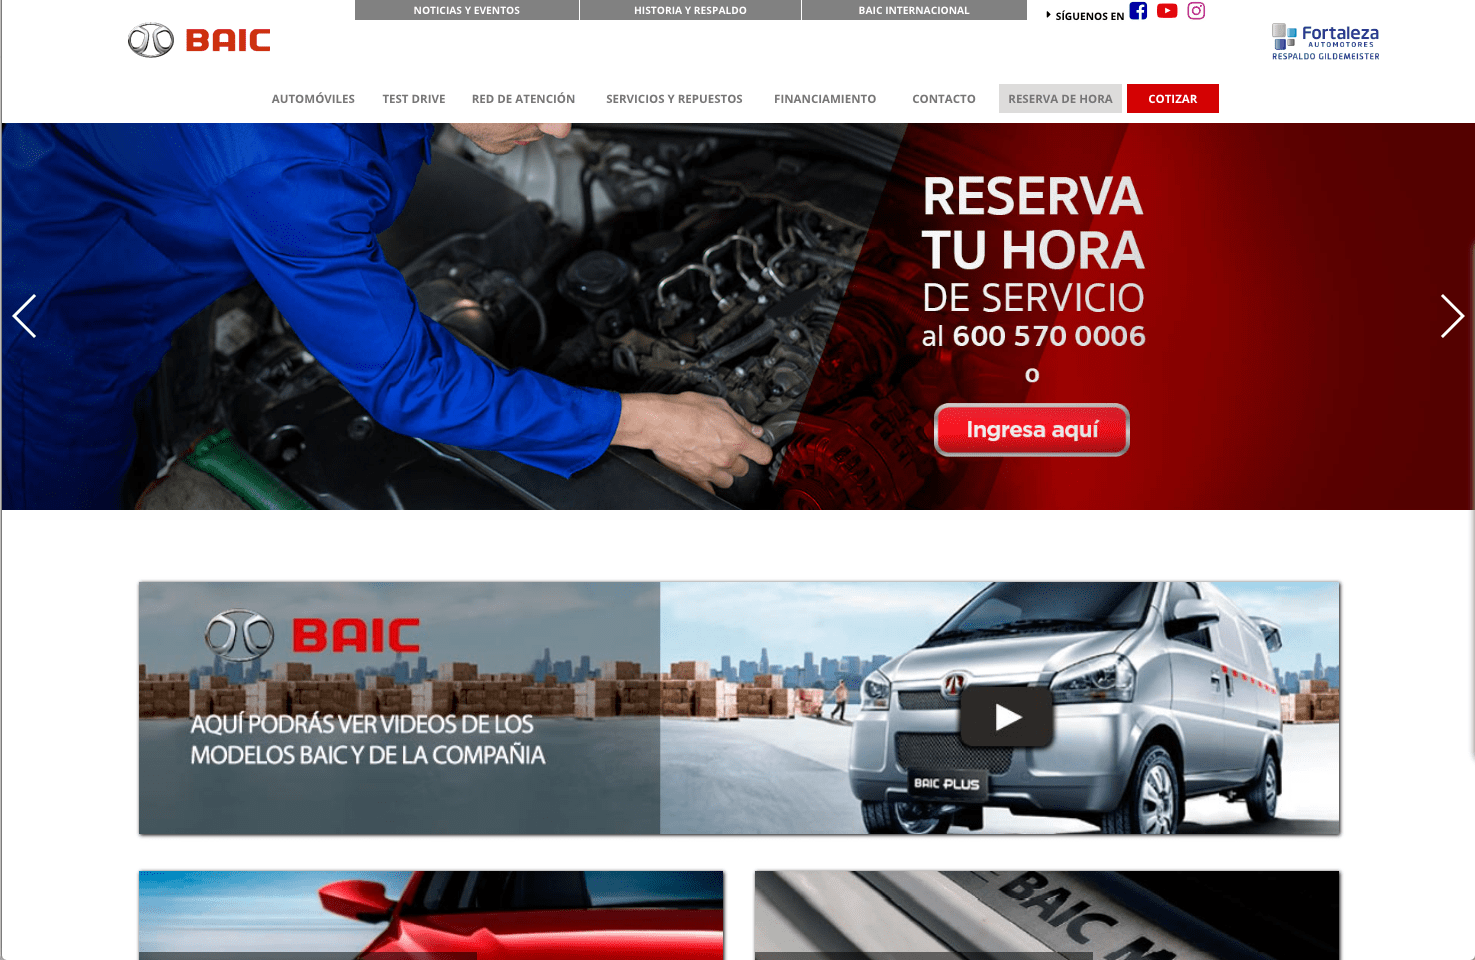 NOTICIAS Y EVENTOS
HISTORIA Y RESPALDO
BAIC INTERNACIONAL
SÍGUENOS EN
BAIC
Fortaleza
AUTOMOTORES
RESPALDO GILDEMEISTER
AUTOMÓVILES
TEST DRIVE
RED DE ATENCIÓN
SERVICIOS Y REPUESTOS
FINANCIAMIENTO
CONTACTO
RESERVA DE HORA
COTIZAR
RESERVA
TU HORA
DE SERVICIO
al 600 570 0006
o
Ingresa aquí
BAIC
AQUÍ PODRÁS VER VIDEOS DE LOS
MODELOS BAIC Y DE LA COMPAÑIA
BAIC PLUS
BAIC